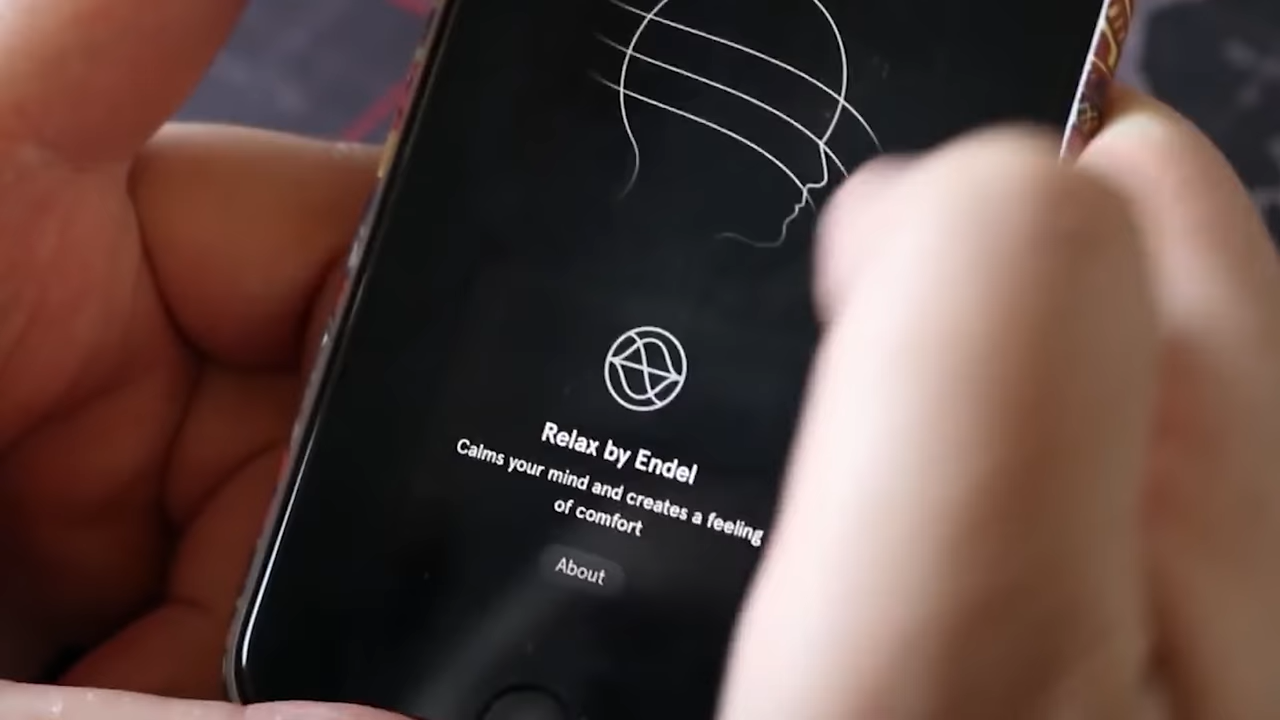 Relax by Endel
Calms your mind and creates a feeling
of comfort
About